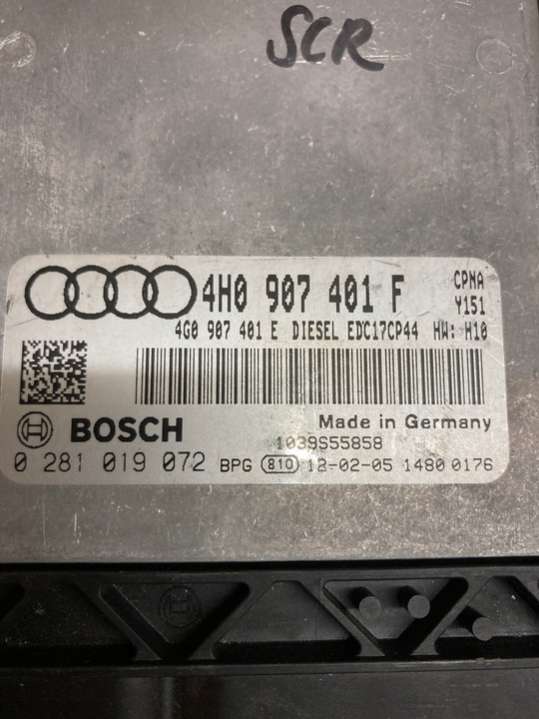 SCR
4H0 907 401 F
CPNA
Y151
4G0 907 401 E DIESEL EDC17CP44 HW: H10
BOSCH
Made in Germany
1039S55858
0 281 019 072 BPG 810 12-02-05 1480 0176